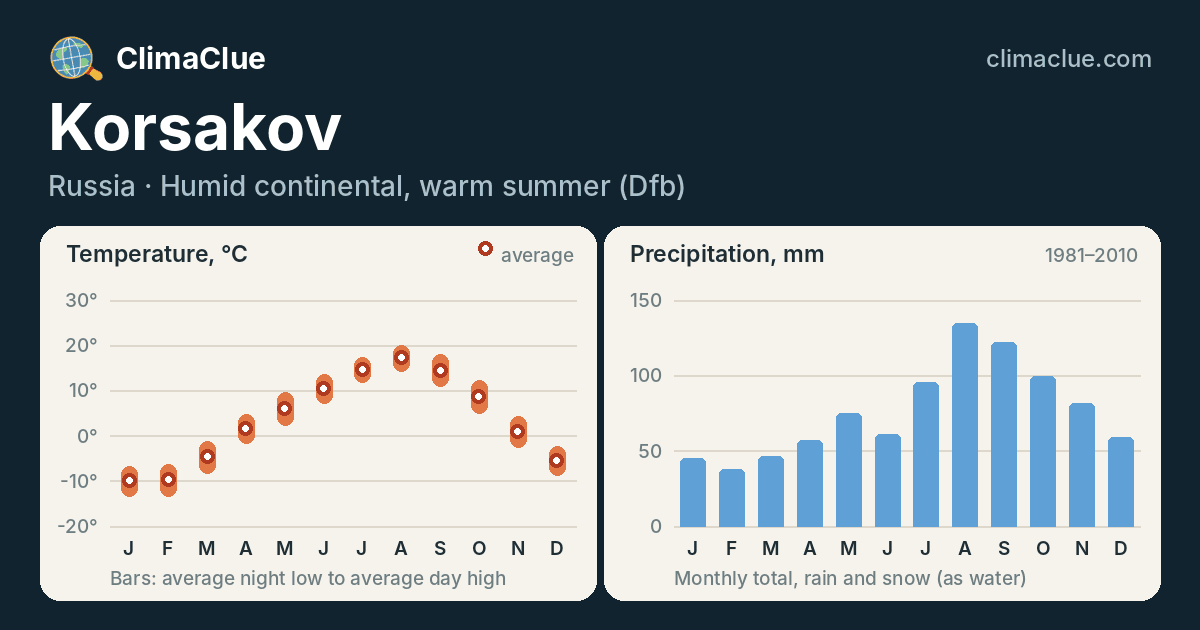 ClimaClue
climaclue.com
Korsakov
Russia · Humid continental, warm summer (Dfb)
Temperature, °C
average
30°
20°
10°
0°
-10°
-20°
J F M A M J J A S O N D
Bars: average night low to average day high
Precipitation, mm
1981–2010
150
100
50
0
J F M A M J J A S O N D
Monthly total, rain and snow (as water)